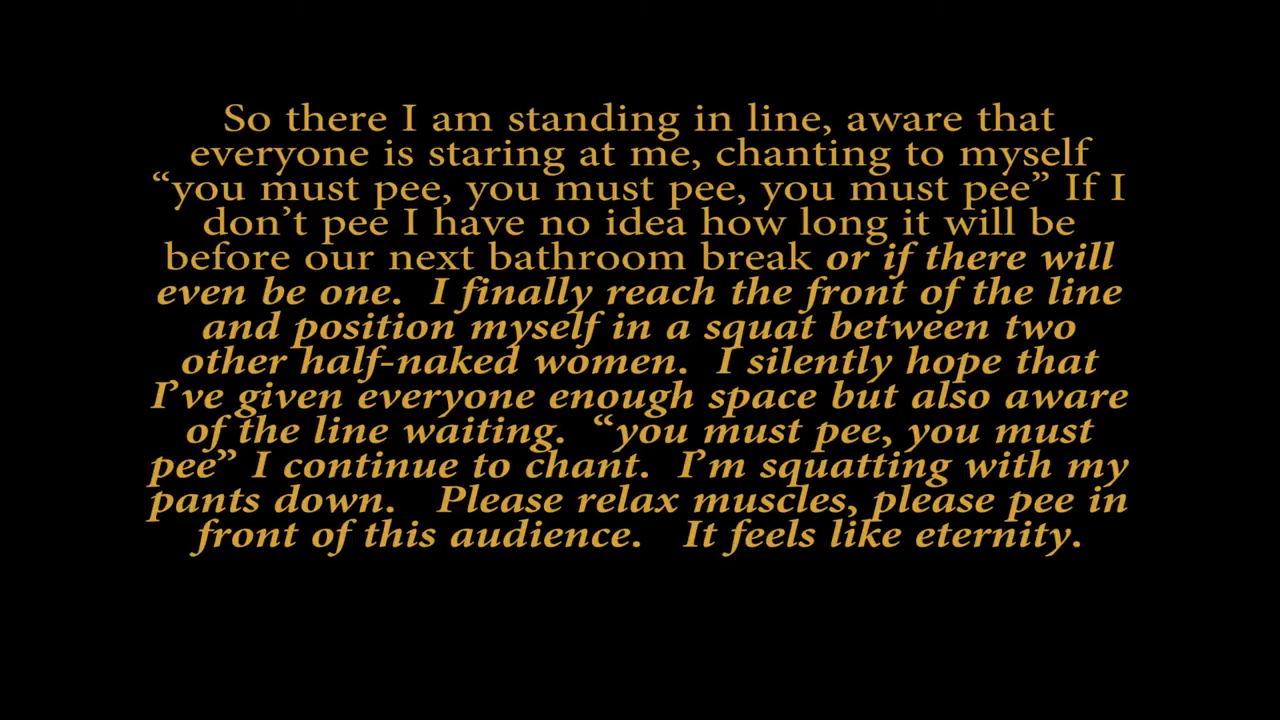 So there I am standing in line, aware that
everyone is staring at me, chanting to myself
“you must pee, you must pee, you must pee” If I
don’t pee I have no idea how long it will be
before our next bathroom break or if there will
even be one.  I finally reach the front of the line
and position myself in a squat between two
other half-naked women.  I silently hope that
I’ve given everyone enough space but also aware
of the line waiting.  “you must pee, you must
pee” I continue to chant.  I’m squatting with my
pants down.   Please relax muscles, please pee in
front of this audience.   It feels like eternity.